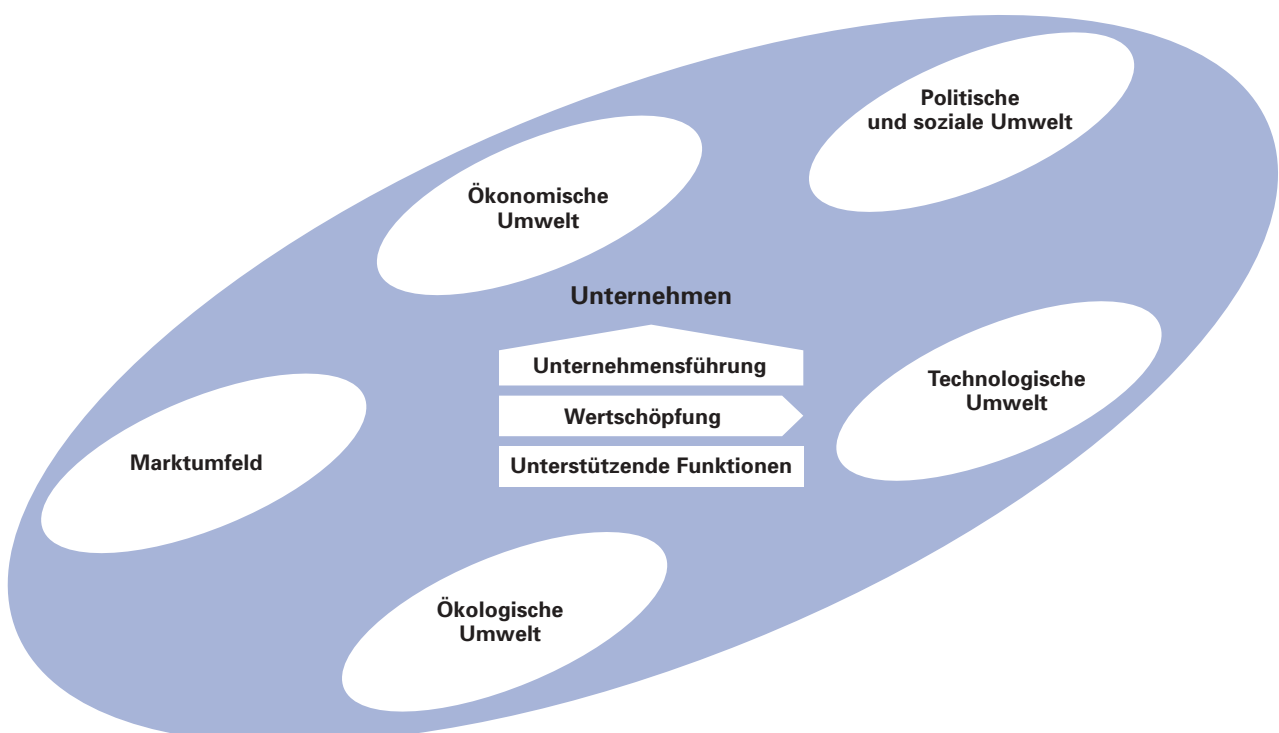 Politische
und soziale Umwelt
Ökonomische
Umwelt
Unternehmen
Unternehmensführung
Wertschöpfung
Unterstützende Funktionen
Technologische
Umwelt
Marktumfeld
Ökologische
Umwelt